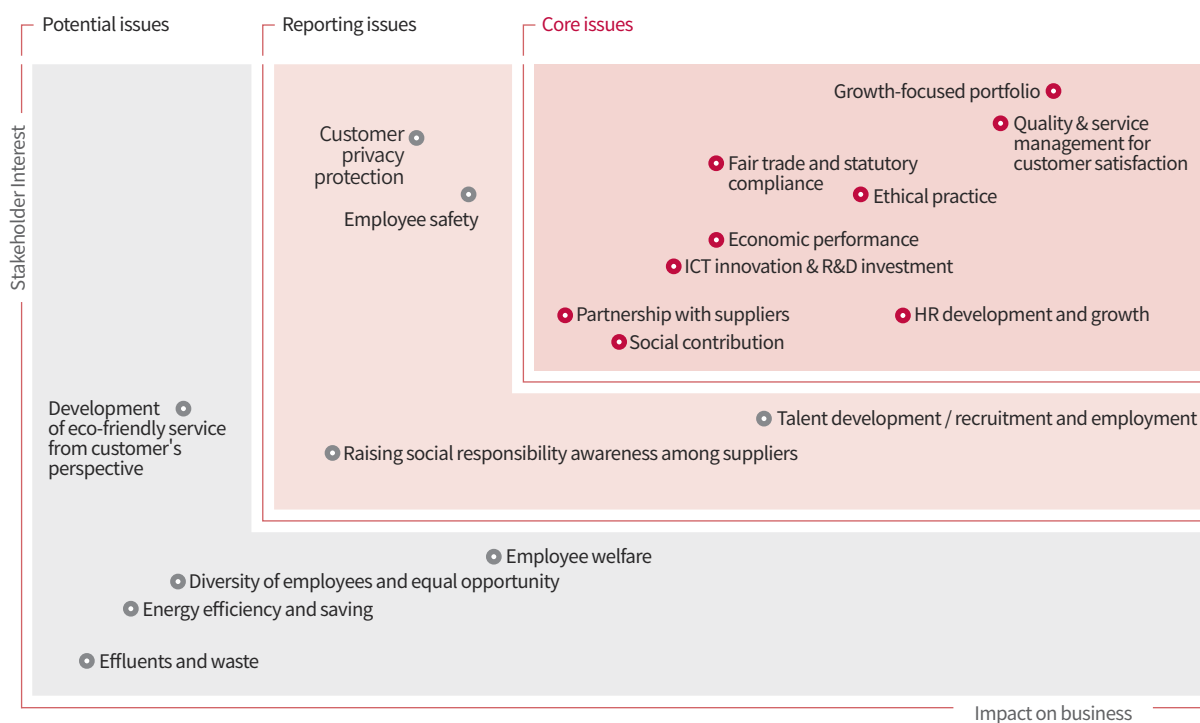 Potential issues
Reporting issues
Core issues
Stakeholder Interest
Growth-focused portfolio
Quality & service
management for
customer satisfaction
Customer
privacy
protection
Fair trade and statutory
compliance
Ethical practice
Employee safety
Economic performance
ICT innovation & R&D investment
Partnership with suppliers
HR development and growth
Social contribution
Development
of eco-friendly service
from customer's
perspective
Talent development / recruitment and employment
Raising social responsibility awareness among suppliers
Employee welfare
Diversity of employees and equal opportunity
Energy efficiency and saving
Effluents and waste
Impact on business